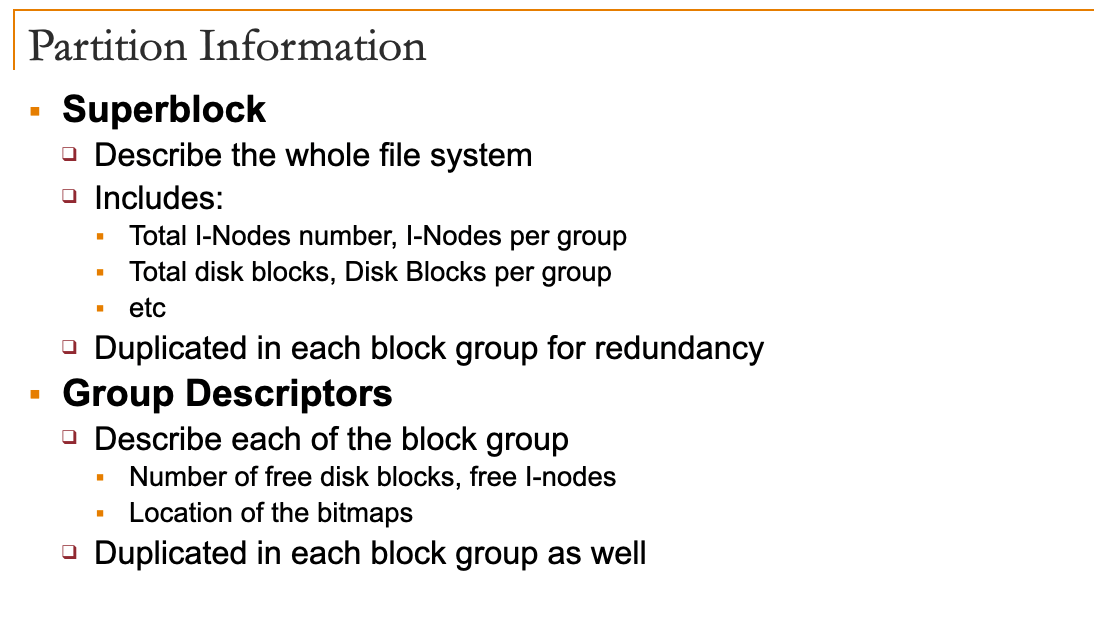 Partition Information
Superblock
Describe the whole file system
Includes:
Total I-Nodes number, I-Nodes per group
Total disk blocks, Disk Blocks per group
etc
Duplicated in each block group for redundancy
Group Descriptors
Describe each of the block group
Number of free disk blocks, free I-nodes
Location of the bitmaps
Duplicated in each block group as well